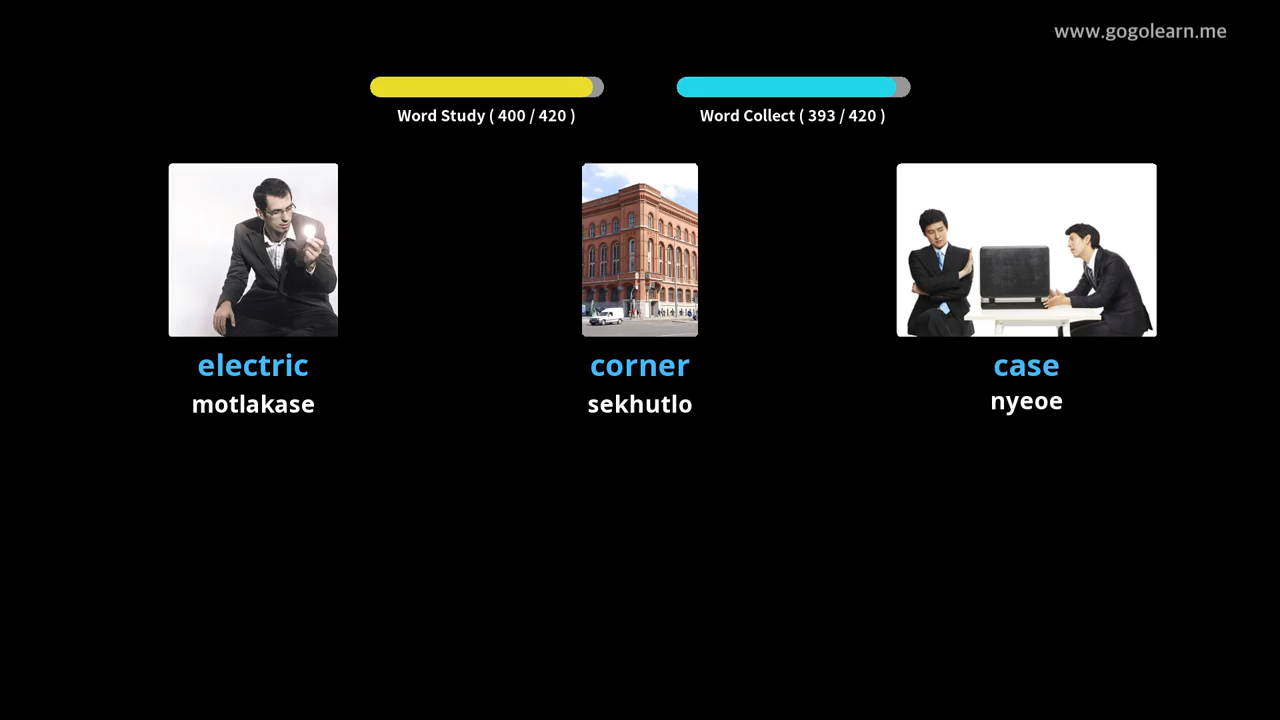 www.gogolearn.me
Word Study ( 400 / 420 )
Word Collect ( 393 / 420 )
electric
motlakase
corner
sekhutlo
case
nyeoe